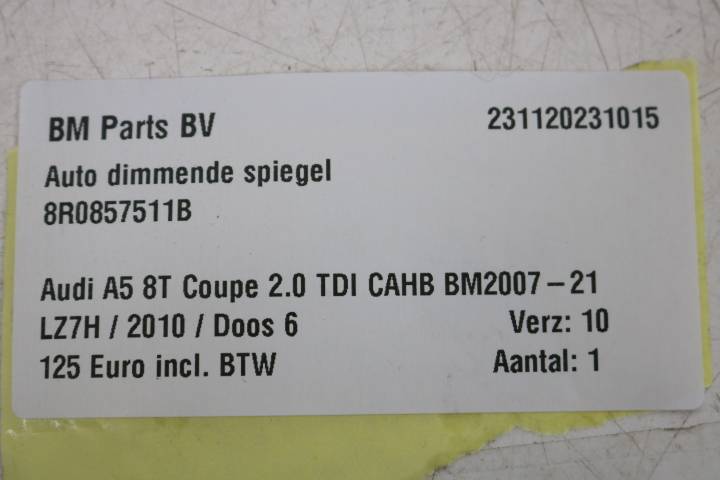 BM Parts BV 231120231015
Auto dimmende spiegel
8R0857511B
Audi A5 8T Coupe 2.0 TDI CAHB BM2007-21
LZ7H / 2010 / Doos 6 Verz: 10
125 Euro incl. BTW Aantal: 1